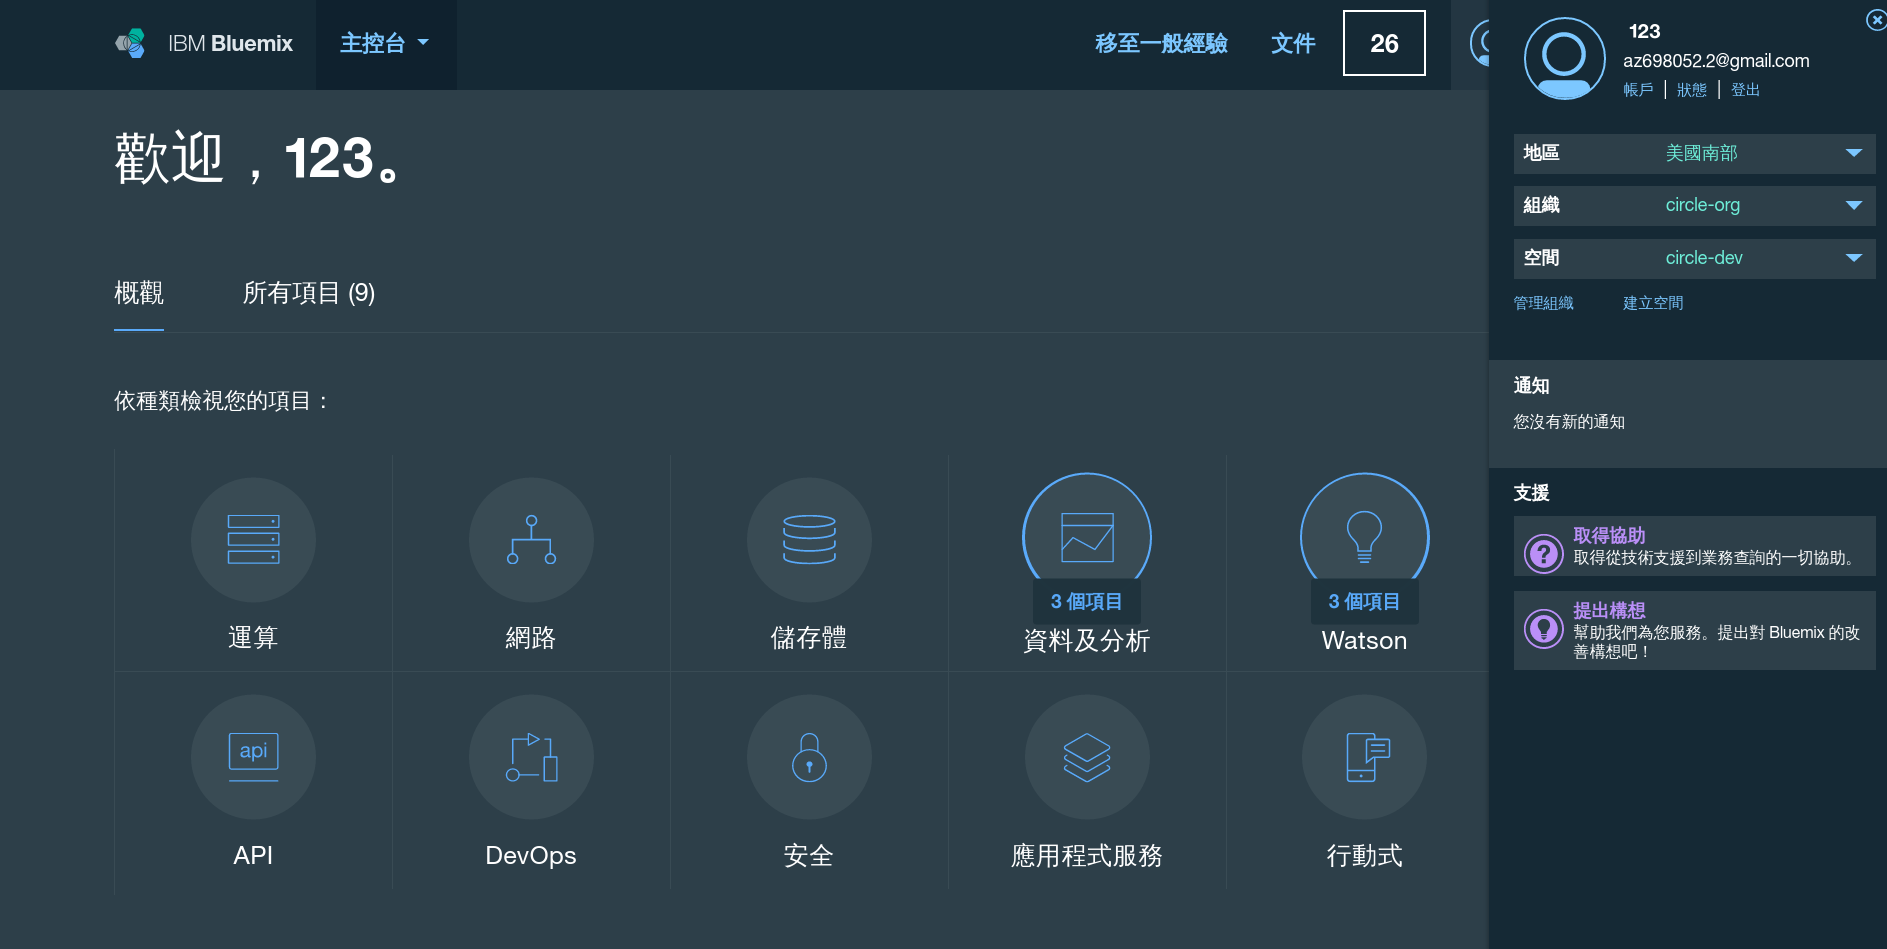 IBM Bluemix
主控台
移至一般經驗
文件
26
歡迎，123。
概觀
所有項目 (9)
依種類檢視您的項目：
運算
網路
儲存體
3 個項目
資料及分析
3 個項目
Watson
api
API
DevOps
安全
應用程式服務
行動式
123
az698052.2@gmail.com
帳戶 | 狀態 | 登出
地區 美國南部
組織 circle-org
空間 circle-dev
管理組織 建立空間
通知
您沒有新的通知
支援
取得協助
取得從技術支援到業務查詢的一切協助。
提出構想
幫助我們為您服務。提出對 Bluemix 的改
善構想吧！